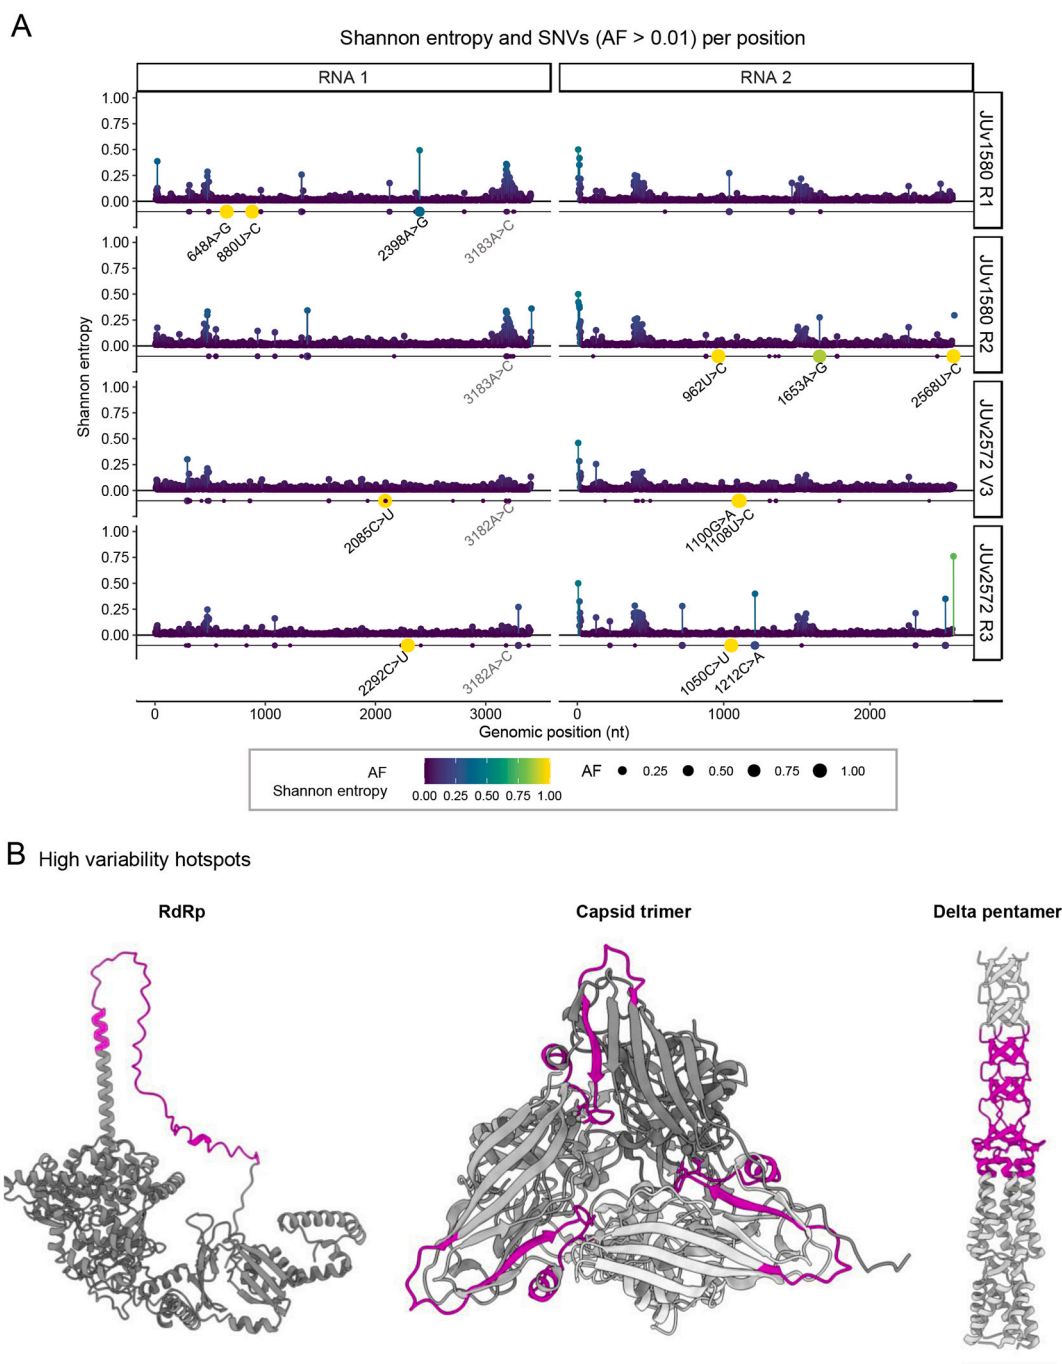 A
Shannon entropy and SNVs (AF > 0.01) per position
RNA 1
RNA 2
Shannon entropy
1.00
0.75
0.50
0.25
0.00
648A>G
880U>C
2398A>G
3183A>C
JUv1580 R1
1.00
0.75
0.50
0.25
0.00
3183A>C
962U>C
1653A>G
2568U>C
JUv1580 R2
1.00
0.75
0.50
0.25
0.00
2085C>U
3182A>C
1100G>A
1108U>C
JUv2572 V3
1.00
0.75
0.50
0.25
0.00
2292C>U
3182A>C
1050C>U
1212C>A
JUv2572 R3
0 1000 2000 3000 0 1000 2000
Genomic position (nt)
AF
Shannon entropy
0.00 0.25 0.50 0.75 1.00
AF 0.25 0.50 0.75 1.00
B High variability hotspots
RdRp
Capsid trimer
Delta pentamer